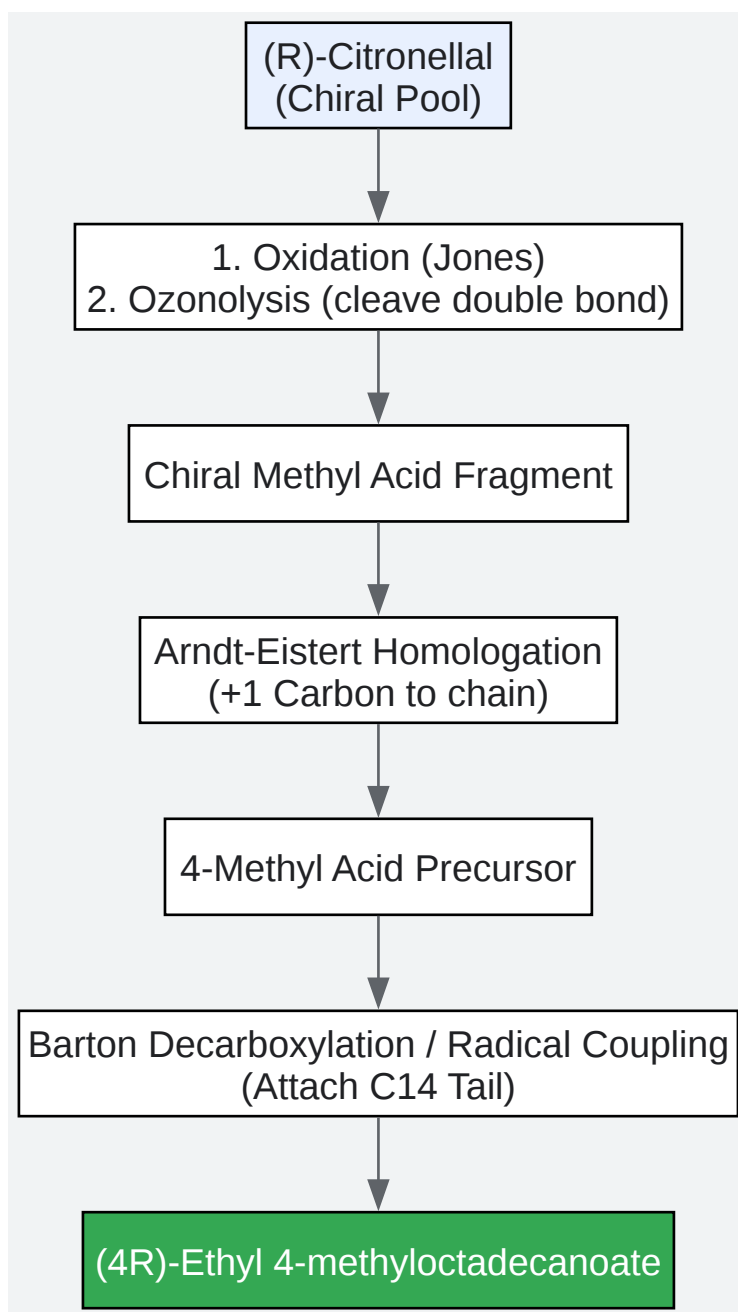 (R)-Citronellal
(Chiral Pool)
1. Oxidation (Jones)
2. Ozonolysis (cleave double bond)
Chiral Methyl Acid Fragment
Arndt-Eistert Homologation
(+1 Carbon to chain)
4-Methyl Acid Precursor
Barton Decarboxylation / Radical Coupling
(Attach C14 Tail)
(4R)-Ethyl 4-methyloctadecanoate